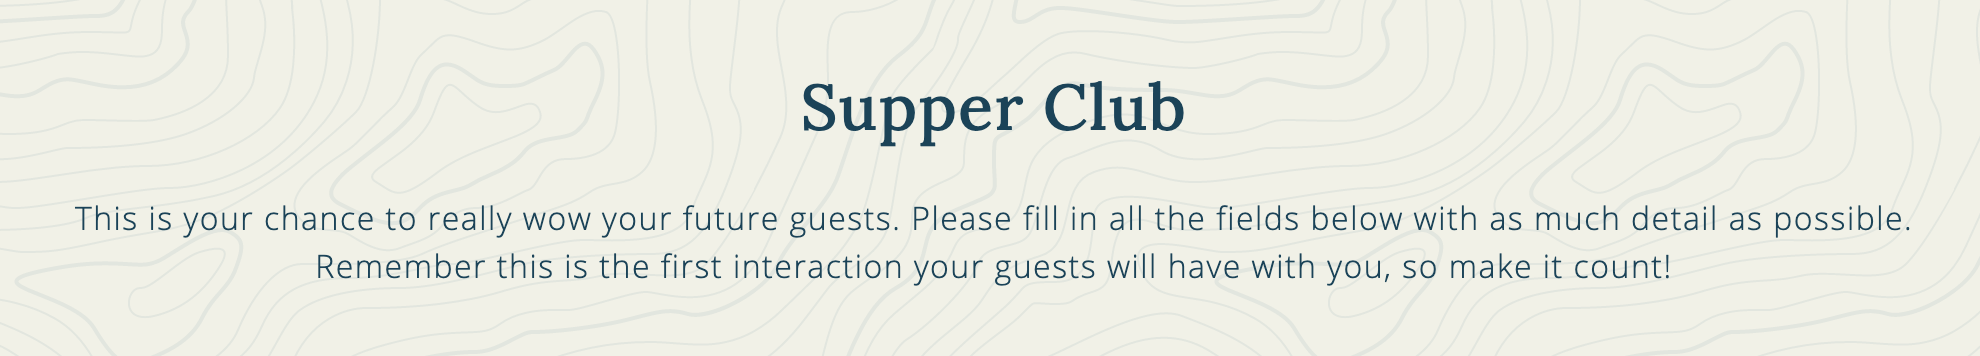 Supper Club
This is your chance to really wow your future guests. Please fill in all the fields below with as much detail as possible.
Remember this is the first interaction your guests will have with you, so make it count!